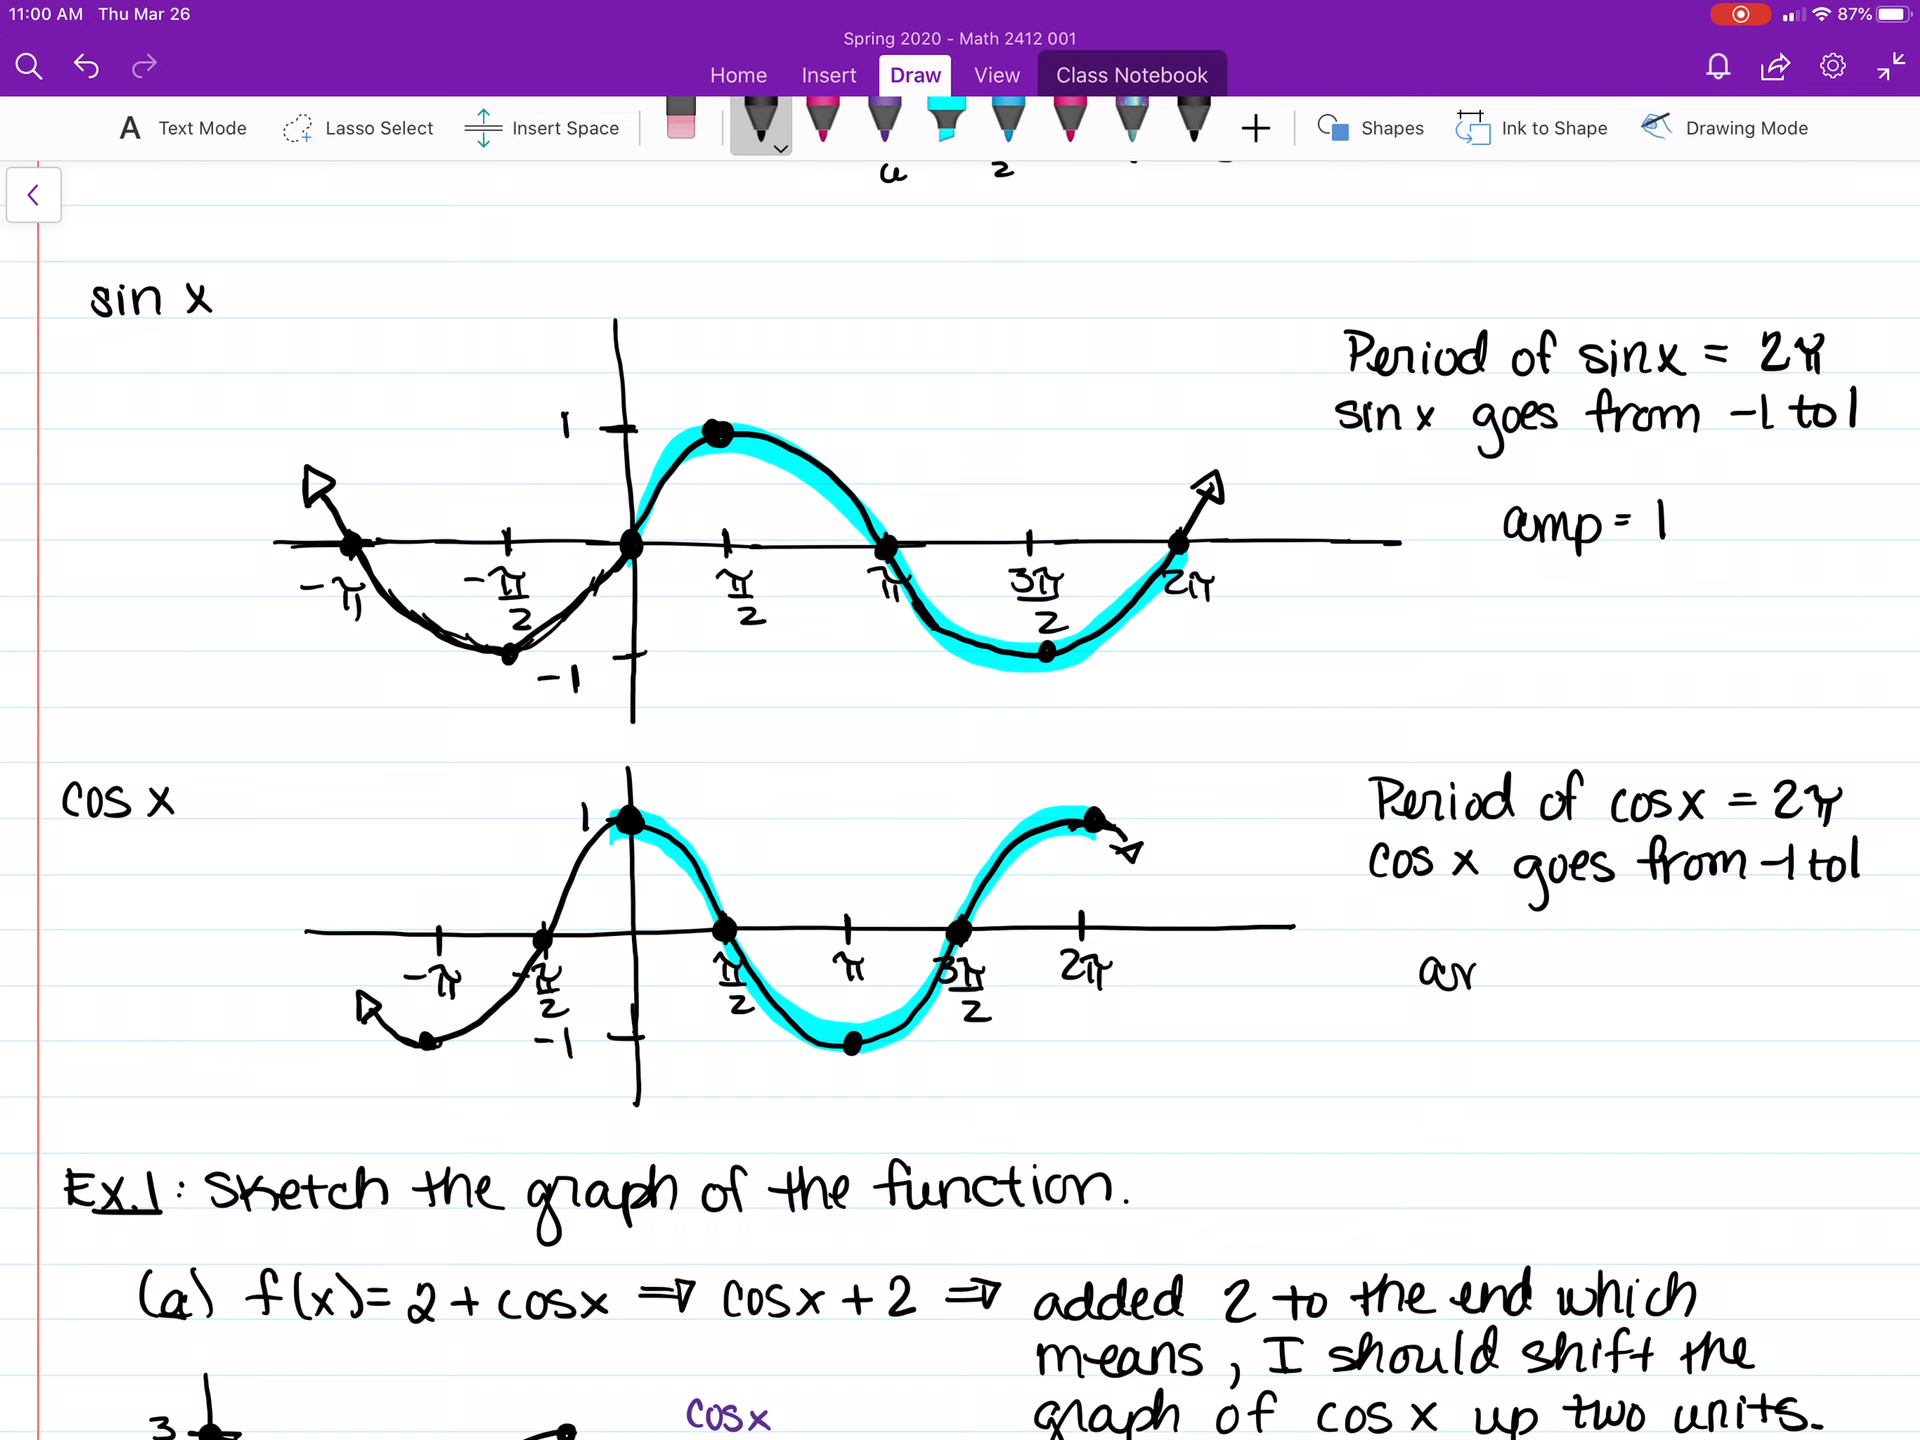 11:00 AM Thu Mar 26
87%
Spring 2020 - Math 2412 001
Home Insert Draw View Class Notebook
A Text Mode Lasso Select Insert Space Shapes Ink to Shape Drawing Mode
2
sin x
Period of sin x = 2π
sin x goes from -1 to 1
1
amp = 1
-π -π/2 π/2 π 3π/2 2π
-1
cos x
Period of cos x = 2π
cos x goes from -1 to 1
1
-π -π/2 π/2 π 3π/2 2π
-1
Ex.1: Sketch the graph of the function.
(a) f(x) = 2 + cos x ⇒ cos x + 2 ⇒ added 2 to the end which
means, I should shift the
graph of cos x up two units.
3
cos x